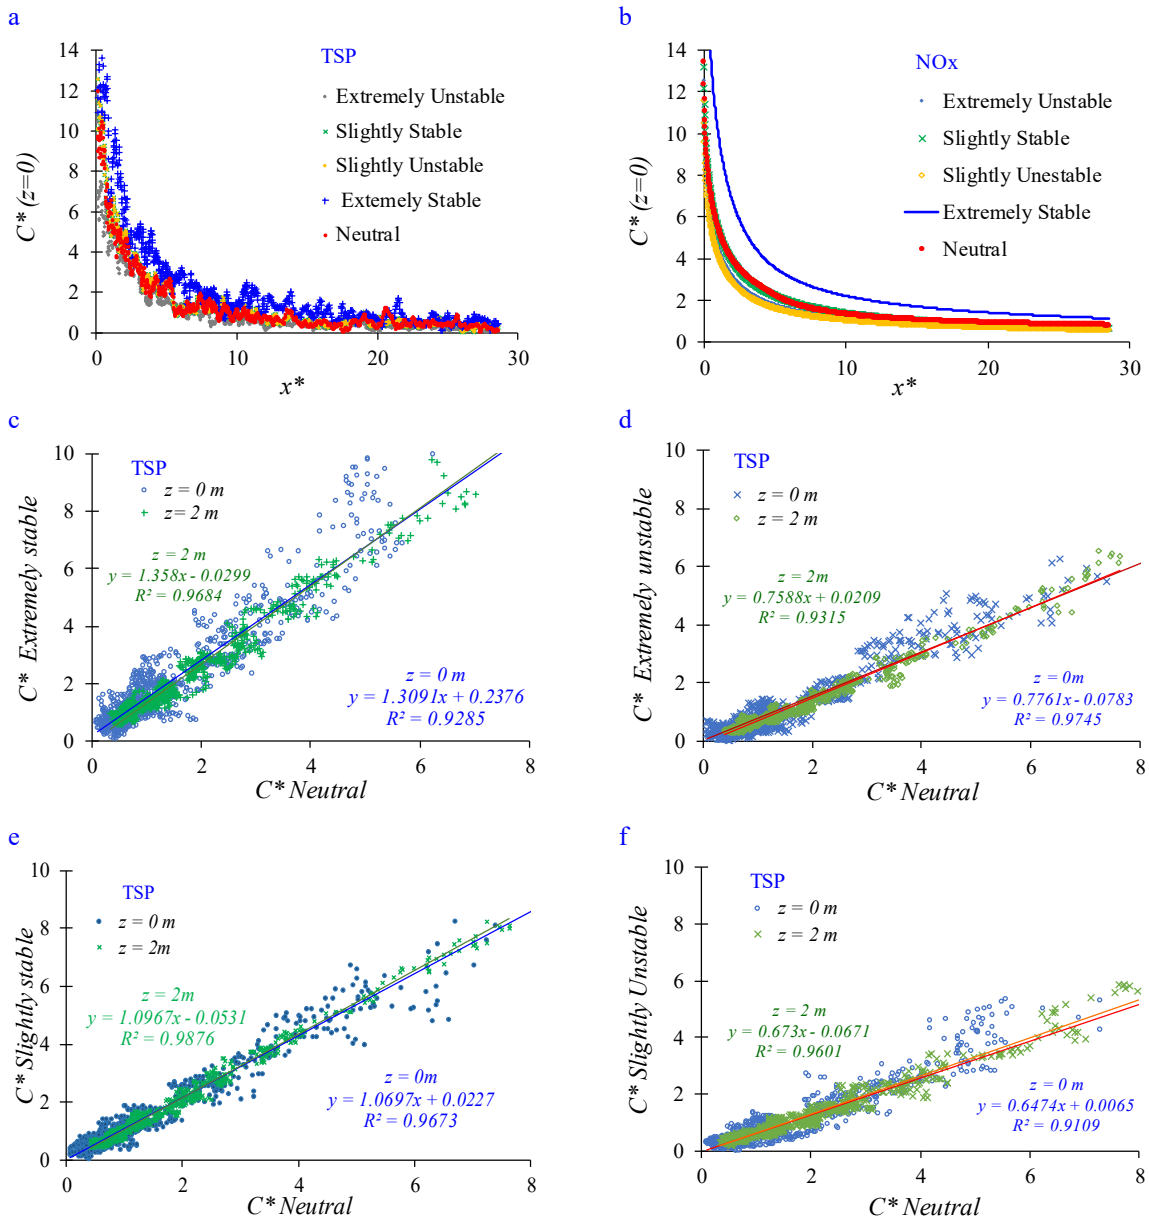 a
TSP
Extremely Unstable
Slightly Stable
Slightly Unstable
Extemely Stable
Neutral
C* (z=0)
0
2
4
6
8
10
12
14
0
10
20
30
x*
b
NOx
Extremely Unstable
Slightly Stable
Slightly Unestable
Extremely Stable
Neutral
C* (z=0)
0
2
4
6
8
10
12
14
0
10
20
30
x*
c
TSP
z = 0 m
z= 2 m
z = 2 m
y = 1.358x - 0.0299
R² = 0.9684
z = 0 m
y = 1.3091x + 0.2376
R² = 0.9285
C* Extremely stable
0
2
4
6
8
10
0
2
4
6
8
C* Neutral
d
TSP
z = 0 m
z = 2 m
z = 2m
y = 0.7588x + 0.0209
R² = 0.9315
z = 0m
y = 0.7761x - 0.0783
R² = 0.9745
C* Extremely unstable
0
2
4
6
8
10
0
2
4
6
8
C* Neutral
e
TSP
z = 0 m
z = 2m
z = 2m
y = 1.0967x - 0.0531
R² = 0.9876
z = 0m
y = 1.0697x + 0.0227
R² = 0.9673
C* Slightly stable
0
2
4
6
8
10
0
2
4
6
8
C* Neutral
f
TSP
z = 0 m
z = 2 m
z = 2 m
y = 0.673x - 0.0671
R² = 0.9601
z = 0 m
y = 0.6474x + 0.0065
R² = 0.9109
C* Slightly Unstable
0
2
4
6
8
10
0
2
4
6
8
C* Neutral